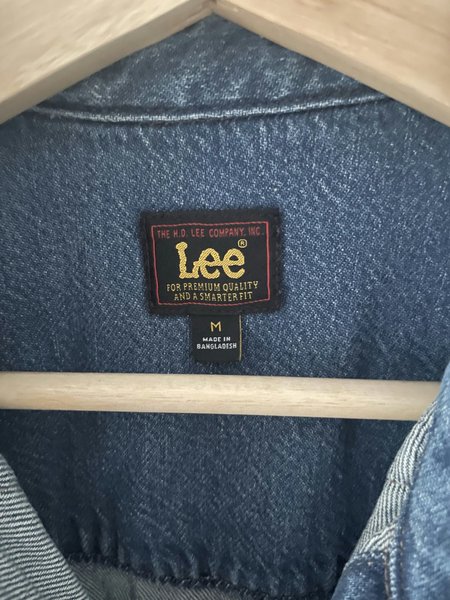 THE H.D. LEE COMPANY, INC.
Lee®
FOR PREMIUM QUALITY
AND A SMARTER FIT
M
MADE IN
BANGLADESH